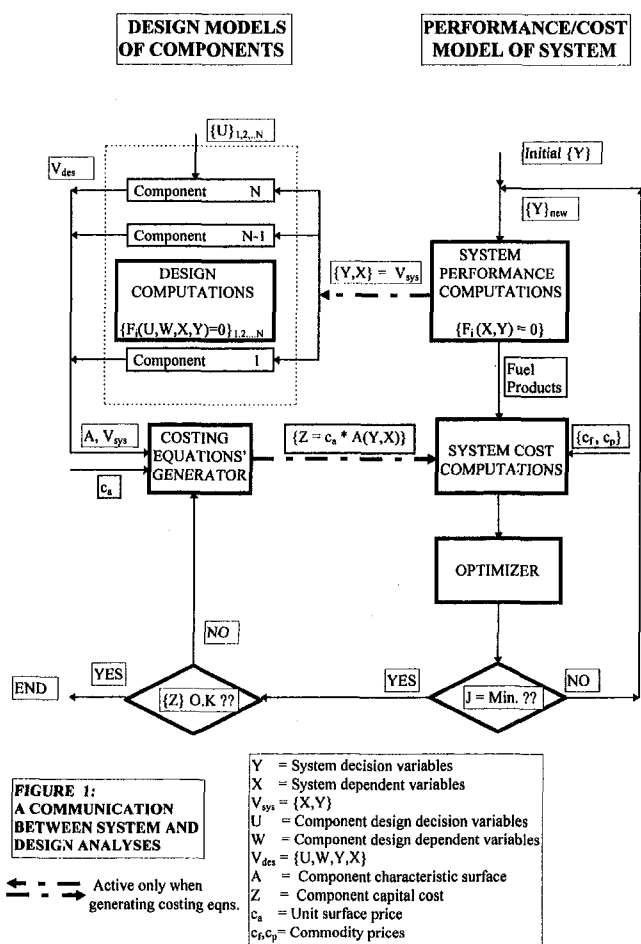 DESIGN MODELS
OF COMPONENTS
PERFORMANCE/COST
MODEL OF SYSTEM
{U}1,2,..N
Vdes
Component N
Component N-1
DESIGN
COMPUTATIONS
{Fi(U,W,X,Y)=0}1,2,...N
Component 1
Initial {Y}
{Y}new
{Y,X} = Vsys
SYSTEM
PERFORMANCE
COMPUTATIONS
{Fi(X,Y) = 0}
Fuel
Products
A, Vsys
ca
COSTING
EQUATIONS'
GENERATOR
{Z = ca * A(Y,X)}
SYSTEM COST
COMPUTATIONS
{cf, cp}
OPTIMIZER
NO
YES
END
{Z} O.K ??
YES
J = Min. ??
NO
FIGURE 1:
A COMMUNICATION
BETWEEN SYSTEM AND
DESIGN ANALYSES
Active only when
generating costing eqns.
Y = System decision variables
X = System dependent variables
Vsys = {X,Y}
U = Component design decision variables
W = Component design dependent variables
Vdes = {U,W,Y,X}
A = Component characteristic surface
Z = Component capital cost
ca = Unit surface price
cf,cp= Commodity prices